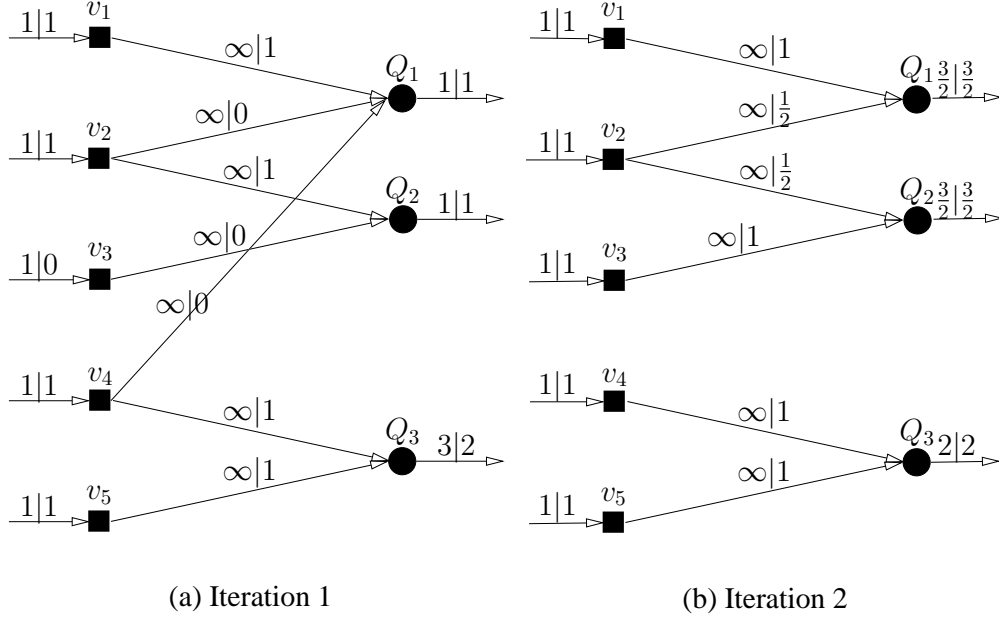 1|1 v₁ ∞|1 Q₁ 1|1
1|1 v₂ ∞|0 ∞|1 Q₂ 1|1
1|0 v₃ ∞|0
∞|0
1|1 v₄ ∞|1 Q₃ 3|2
1|1 v₅ ∞|1
(a) Iteration 1
1|1 v₁ ∞|1 Q₁ 3/2|3/2
1|1 v₂ ∞|1/2 ∞|1/2 Q₂ 3/2|3/2
1|1 v₃ ∞|1
1|1 v₄ ∞|1 Q₃ 2|2
1|1 v₅ ∞|1
(b) Iteration 2